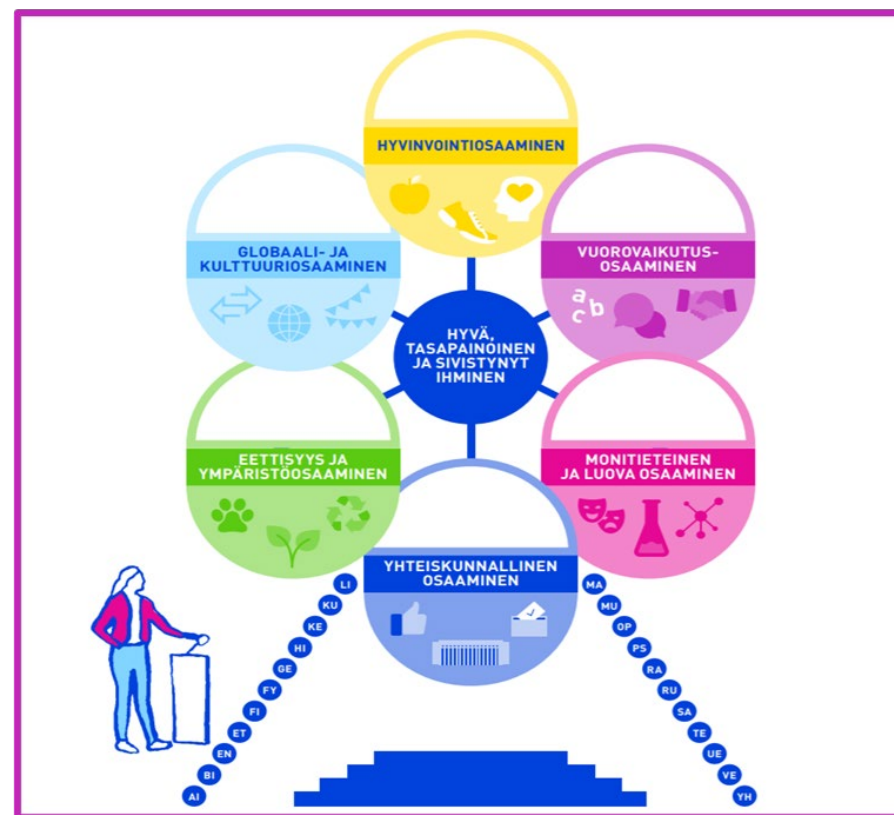 HYVINVOINTIOSAAMINEN
GLOBAALI- JA
KULTTUURIOSAAMINEN
VUOROVAIKUTUS-
OSAAMINEN
a
b
c
HYVÄ,
TASAPAINOINEN
JA SIVISTYNYT
IHMINEN
EETTISYYS JA
YMPÄRISTÖOSAAMINEN
MONITIETEINEN
JA LUOVA OSAAMINEN
YHTEISKUNNALLINEN
OSAAMINEN
LI
KU
KE
HI
GE
FY
FI
ET
EN
BI
AI
MA
MU
OP
PS
RA
RU
SA
TE
UE
VE
YH